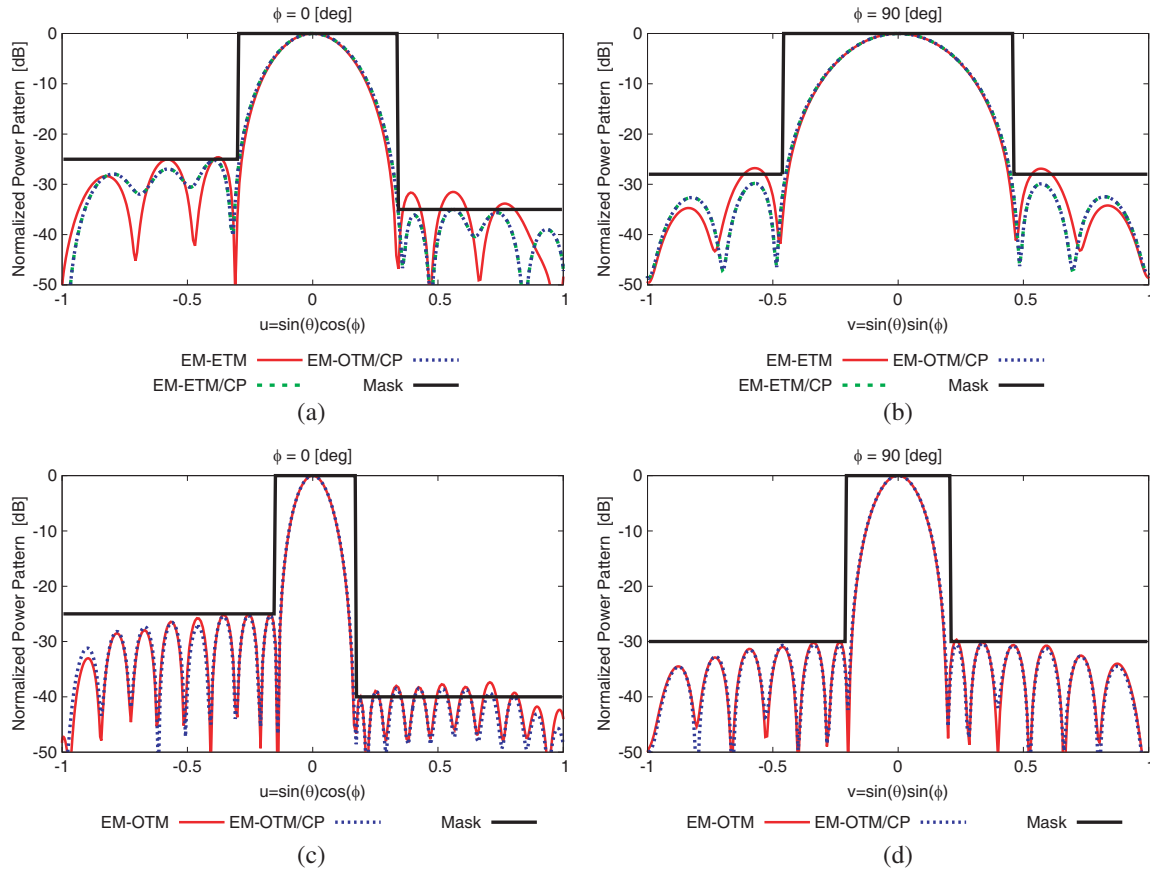 ϕ = 0 [deg]
Normalized Power Pattern [dB]
0
-10
-20
-30
-40
-50
-1
-0.5
0
0.5
1
u=sin(θ)cos(ϕ)
EM-ETM
EM-OTM/CP
EM-ETM/CP
Mask
(a)
ϕ = 90 [deg]
Normalized Power Pattern [dB]
0
-10
-20
-30
-40
-50
-1
-0.5
0
0.5
1
v=sin(θ)sin(ϕ)
EM-ETM
EM-OTM/CP
EM-ETM/CP
Mask
(b)
ϕ = 0 [deg]
Normalized Power Pattern [dB]
0
-10
-20
-30
-40
-50
-1
-0.5
0
0.5
1
u=sin(θ)cos(ϕ)
EM-OTM
EM-OTM/CP
Mask
(c)
ϕ = 90 [deg]
Normalized Power Pattern [dB]
0
-10
-20
-30
-40
-50
-1
-0.5
0
0.5
1
v=sin(θ)sin(ϕ)
EM-OTM
EM-OTM/CP
Mask
(d)